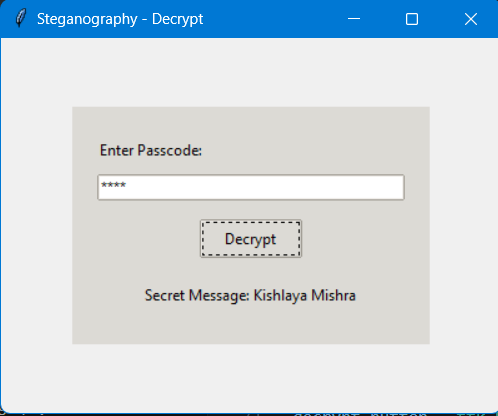 Steganography - Decrypt
Enter Passcode:
****
Decrypt
Secret Message: Kishlaya Mishra